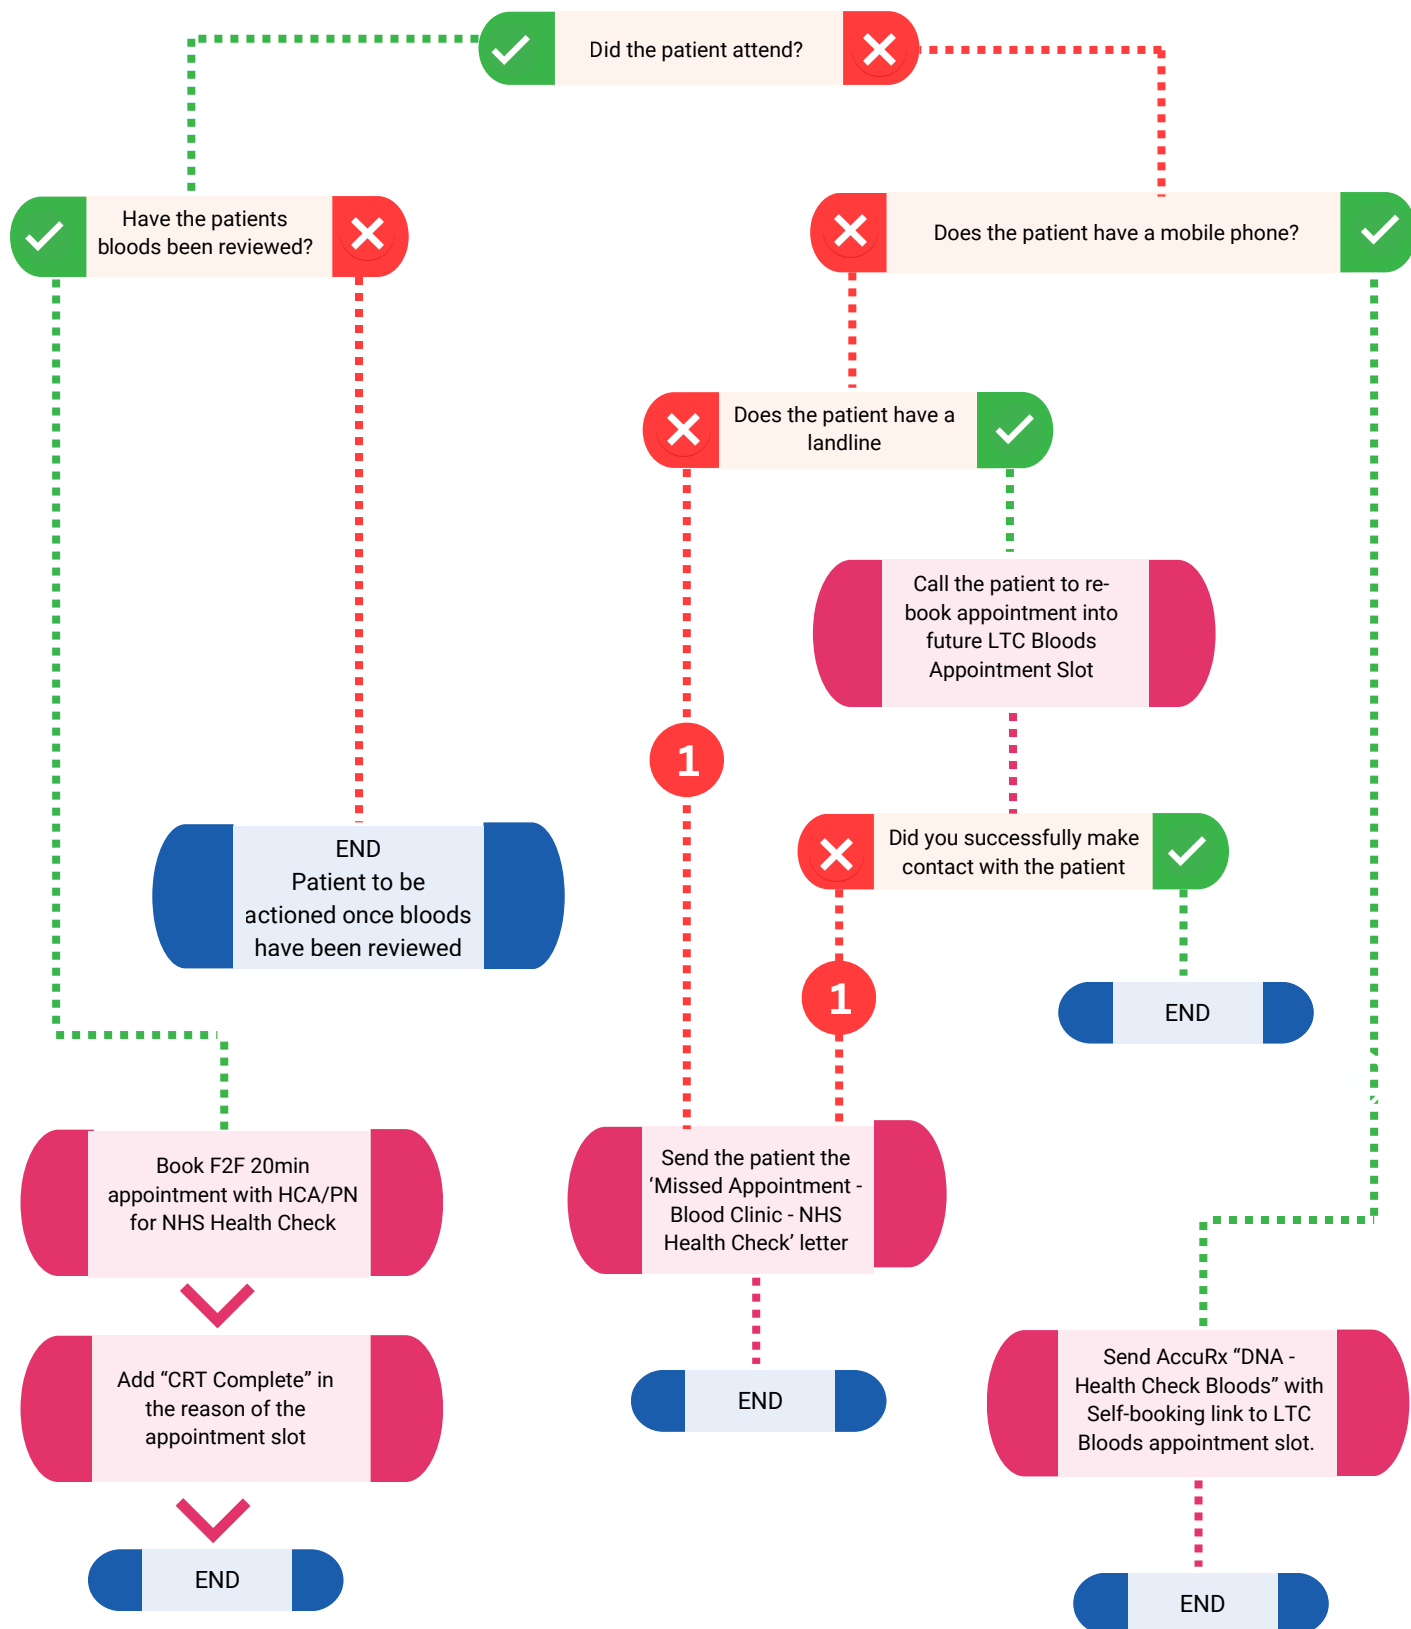 Did the patient attend?
Have the patients
bloods been reviewed?
Does the patient have a mobile phone?
Does the patient have a
landline
Call the patient to re-
book appointment into
future LTC Bloods
Appointment Slot
1
Did you successfully make
contact with the patient
END
Patient to be
actioned once bloods
have been reviewed
1
END
Book F2F 20min
appointment with HCA/PN
for NHS Health Check
Send the patient the
‘Missed Appointment -
Blood Clinic - NHS
Health Check’ letter
Add “CRT Complete” in
the reason of the
appointment slot
END
Send AccuRx “DNA -
Health Check Bloods” with
Self-booking link to LTC
Bloods appointment slot.
END
END